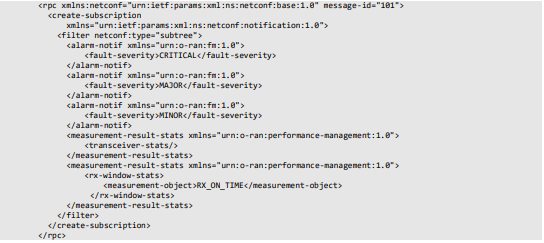 <rpc xmlns:netconf="urn:ietf:params:xml:ns:netconf:base:1.0" message-id="101">
<create-subscription
xmlns="urn:ietf:params:xml:ns:netconf:notification:1.0">
<filter netconf:type="subtree">
<alarm-notif xmlns="urn:o-ran:fm:1.0">
<fault-severity>CRITICAL</fault-severity>
</alarm-notif>
<alarm-notif xmlns="urn:o-ran:fm:1.0">
<fault-severity>MAJOR</fault-severity>
</alarm-notif>
<alarm-notif xmlns="urn:o-ran:fm:1.0">
<fault-severity>MINOR</fault-severity>
</alarm-notif>
<measurement-result-stats xmlns="urn:o-ran:performance-management:1.0">
<transceiver-stats/>
</measurement-result-stats>
<measurement-result-stats xmlns="urn:o-ran:performance-management:1.0">
<rx-window-stats>
<measurement-object>RX_ON_TIME</measurement-object>
</rx-window-stats>
</measurement-result-stats>
</filter>
</create-subscription>
</rpc>